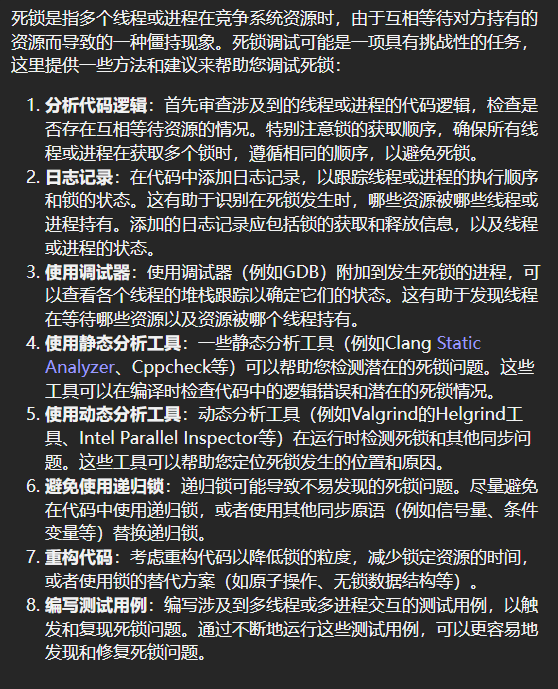 死锁是指多个线程或进程在竞争系统资源时，由于互相等待对方持有的
资源而导致的一种僵持现象。死锁调试可能是一项具有挑战性的任务，
这里提供一些方法和建议来帮助您调试死锁：
1. 分析代码逻辑：首先审查涉及到的线程或进程的代码逻辑，检查是
否存在互相等待资源的情况。特别注意锁的获取顺序，确保所有线
程或进程在获取多个锁时，遵循相同的顺序，以避免死锁。
2. 日志记录：在代码中添加日志记录，以跟踪线程或进程的执行顺序
和锁的状态。这有助于识别在死锁发生时，哪些资源被哪些线程或
进程持有。添加的日志记录应包括锁的获取和释放信息，以及线程
或进程的状态。
3. 使用调试器：使用调试器（例如GDB）附加到发生死锁的进程，可
以查看各个线程的堆栈跟踪以确定它们的状态。这有助于发现线程
在等待哪些资源以及资源被哪个线程持有。
4. 使用静态分析工具：一些静态分析工具（例如Clang Static
Analyzer、Cppcheck等）可以帮助您检测潜在的死锁问题。这些
工具可以在编译时检查代码中的逻辑错误和潜在的死锁情况。
5. 使用动态分析工具：动态分析工具（例如Valgrind的Helgrind工
具、Intel Parallel Inspector等）在运行时检测死锁和其他同步问
题。这些工具可以帮助您定位死锁发生的位置和原因。
6. 避免使用递归锁：递归锁可能导致不易发现的死锁问题。尽量避免
在代码中使用递归锁，或者使用其他同步原语（例如信号量、条件
变量等）替换递归锁。
7. 重构代码：考虑重构代码以降低锁的粒度，减少锁定资源的时间，
或者使用锁的替代方案（如原子操作、无锁数据结构等）。
8. 编写测试用例：编写涉及到多线程或多进程交互的测试用例，以触
发和复现死锁问题。通过不断地运行这些测试用例，可以更容易地
发现和修复死锁问题。